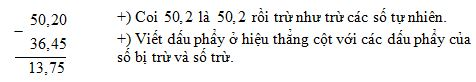 50,20
−
36,45
13,75
+) Coi 50,2 là 50,2 rồi trừ như trừ các số tự nhiên.
+) Viết dấu phẩy ở hiệu thẳng cột với các dấu phẩy của
số bị trừ và số trừ.